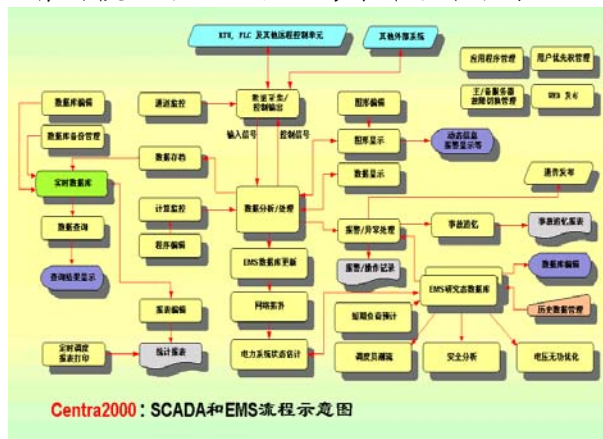 RTU, PLC 及其他远程控制单元
其他外部系统
应用程序管理
用户优先权管理
主/备服务器
故障切换管理
WEB 发布
数据库编辑
通道监控
数据采集/
控制输出
图形编辑
输入信号
控制信号
数据库备份管理
图形显示
动态信息
报警显示等
数据存档
数据显示
通告发布
实时数据库
计算监控
数据分析/处理
报警/异常处理
事故追忆
事故追忆报表
数据查询
程序编辑
EMS数据库更新
报警/操作记录
数据库编辑
查询结果显示
EMS研究态数据库
网络拓扑
历史数据管理
报表编辑
短期负荷预计
定时调度
报表打印
统计报表
电力系统状态估计
调度员潮流
安全分析
电压无功优化
Centra2000 : SCADA和EMS流程示意图